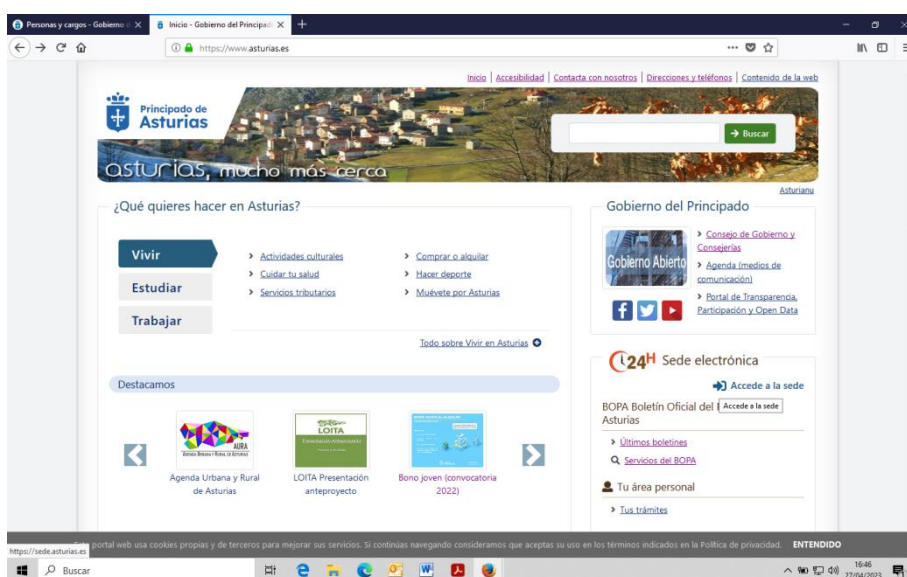 Personas y cargos - Gobierno d
Inicio - Gobierno del Principad
https://www.asturias.es
Inicio | Accesibilidad | Contacta con nosotros | Direcciones y teléfonos | Contenido de la web
Principado de
Asturias
Buscar
asturias, mucho más cerca
Asturianu
¿Qué quieres hacer en Asturias?
Vivir
Estudiar
Trabajar
Actividades culturales
Cuidar tu salud
Servicios tributarios
Comprar o alquilar
Hacer deporte
Muévete por Asturias
Todo sobre Vivir en Asturias
Gobierno del Principado
Gobierno Abierto
Consejo de Gobierno y
Consejerías
Agenda (medios de
comunicación)
Portal de Transparencia,
Participación y Open Data
Destacamos
AURA
Agenda Urbana y Rural
de Asturias
LOITA
LOITA Presentación
anteproyecto
Bono joven (convocatoria
2022)
24H Sede electrónica
Accede a la sede
BOPA Boletín Oficial del
Accede a la sede
Asturias
Últimos boletines
Servicios del BOPA
Tu área personal
Tus trámites
portal web usa cookies propias y de terceros para mejorar sus servicios. Si continúas navegando consideramos que aceptas su uso en los términos indicados en la Política de privacidad. ENTENDIDO
https://sede.asturias.es
Buscar
16:46
27/04/2023